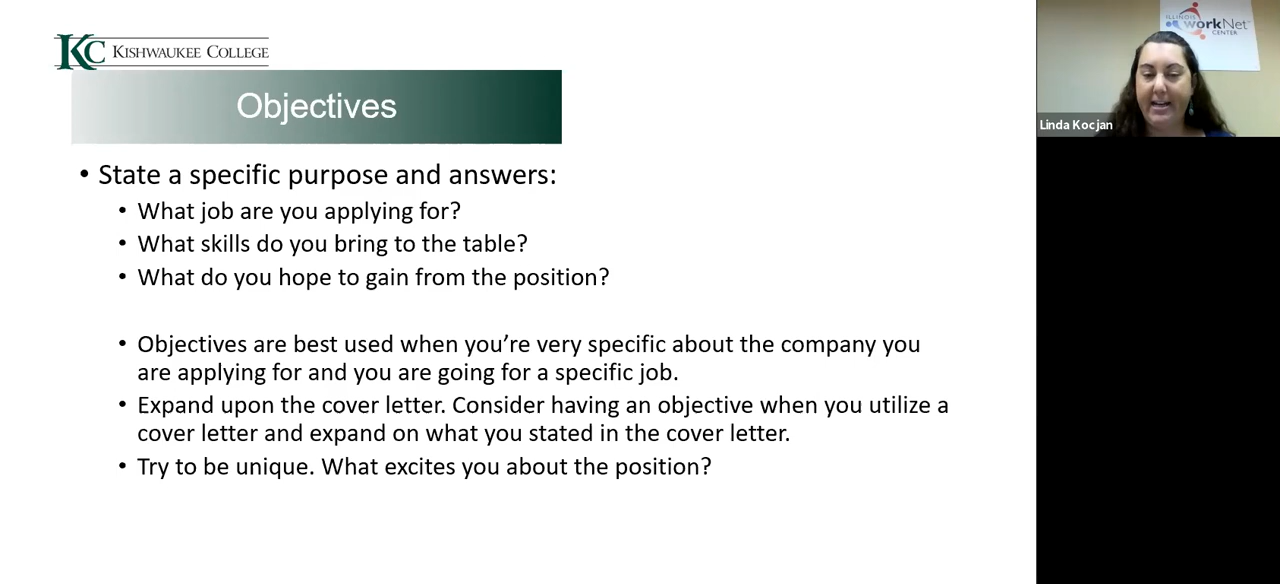 KC KISHWAUKEE COLLEGE
Objectives
• State a specific purpose and answers:
• What job are you applying for?
• What skills do you bring to the table?
• What do you hope to gain from the position?
• Objectives are best used when you’re very specific about the company you
are applying for and you are going for a specific job.
• Expand upon the cover letter. Consider having an objective when you utilize a
cover letter and expand on what you stated in the cover letter.
• Try to be unique. What excites you about the position?
ILLINOIS
workNet
CENTER
Linda Kocjan